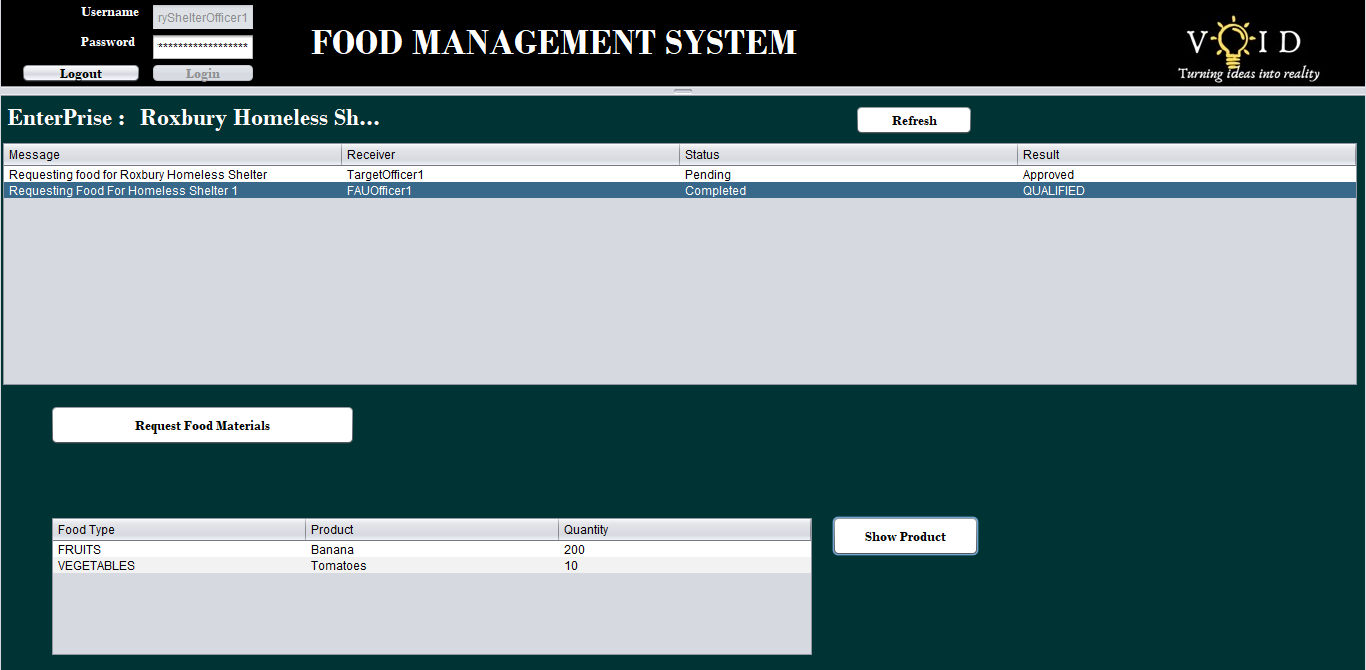 Username ryShelterOfficer1
Password ******************
Logout Login
FOOD MANAGEMENT SYSTEM
V·O·I D
Turning ideas into reality
EnterPrise : Roxbury Homeless Sh...
Refresh
Message Receiver Status Result
Requesting food for Roxbury Homeless Shelter TargetOfficer1 Pending Approved
Requesting Food For Homeless Shelter 1 FAUOfficer1 Completed QUALIFIED
Request Food Materials
Food Type Product Quantity
FRUITS Banana 200
VEGETABLES Tomatoes 10
Show Product